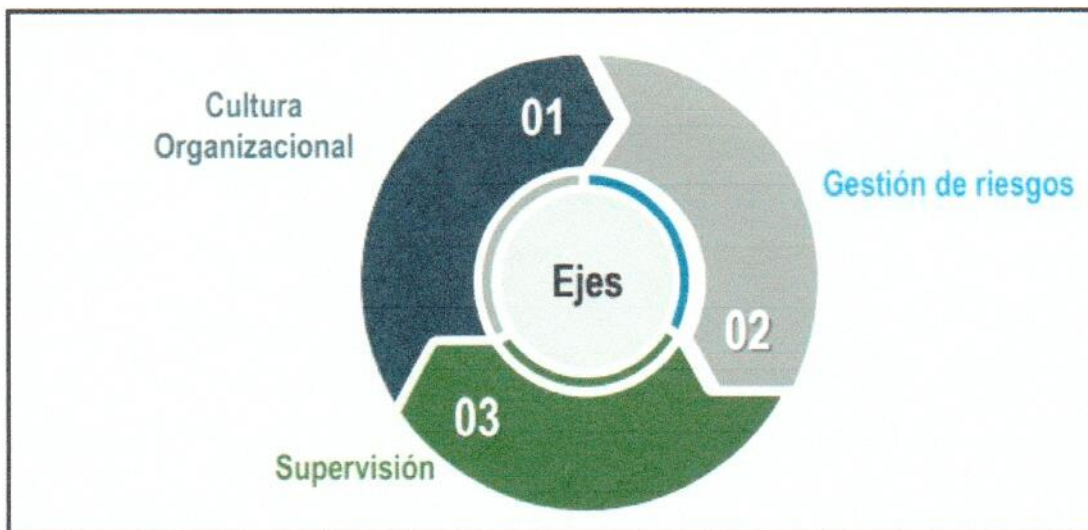 Cultura
Organizacional
01
Gestión de riesgos
Ejes
02
03
Supervisión